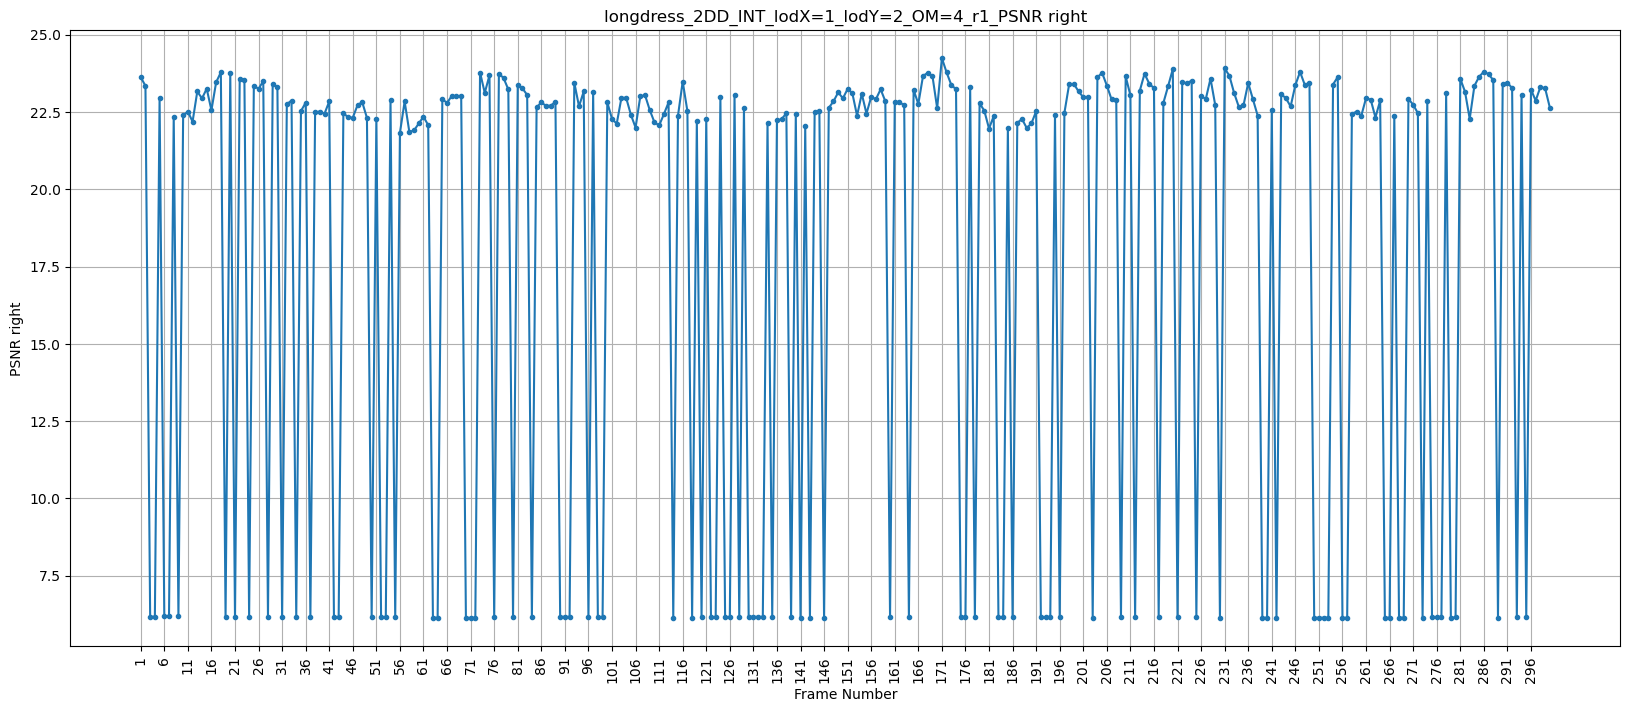 longdress_2DD_INT_lodX=1_lodY=2_OM=4_r1_PSNR right
25.0
22.5
20.0
17.5
15.0
12.5
10.0
7.5
PSNR right
1 6 11 16 21 26 31 36 41 46 51 56 61 66 71 76 81 86 91 96 101 106 111 116 121 126 131 136 141 146 151 156 161 166 171 176 181 186 191 196 201 206 211 216 221 226 231 236 241 246 251 256 261 266 271 276 281 286 291 296
Frame Number